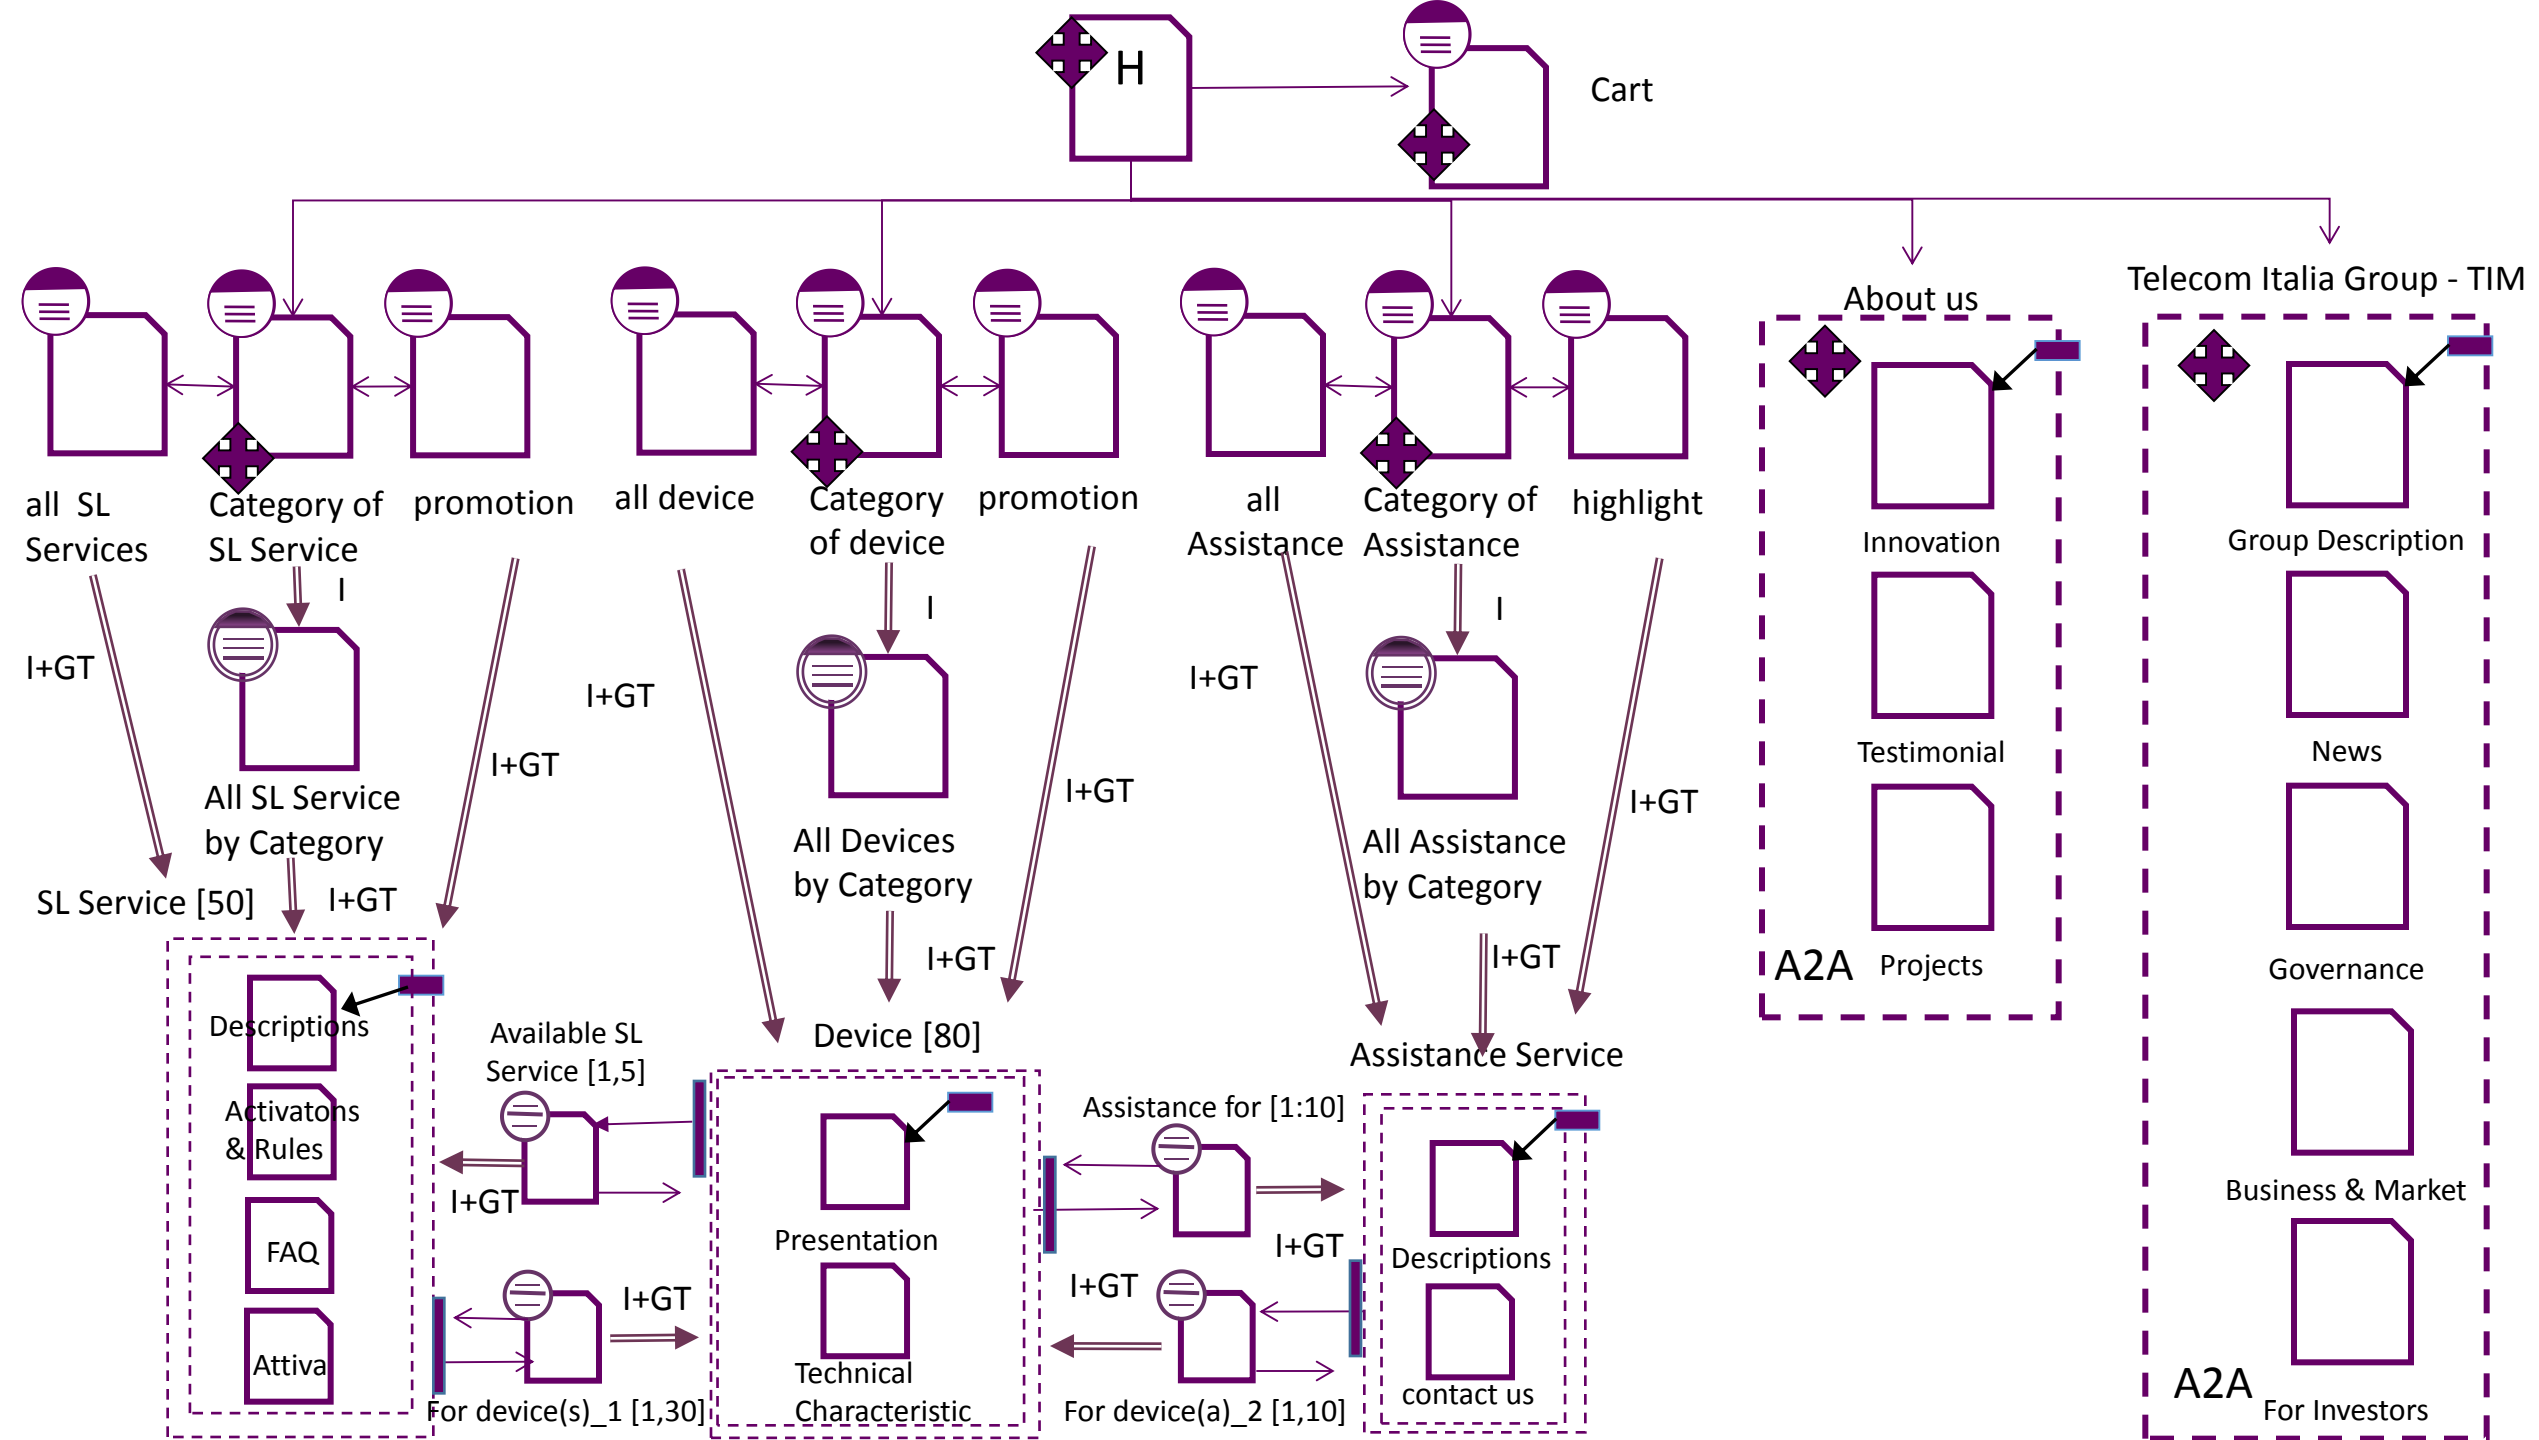 H
Cart
Telecom Italia Group - TIM
About us
all SL
Services
Category of
SL Service
promotion
all device
Category
of device
promotion
all
Assistance
Category of
Assistance
highlight
Innovation
Group Description
I
I
I
I+GT
I+GT
I+GT
I+GT
I+GT
I+GT
Testimonial
News
All SL Service
by Category
All Devices
by Category
All Assistance
by Category
SL Service [50]
I+GT
I+GT
I+GT
A2A
Projects
Governance
Descriptions
Available SL
Service [1,5]
Device [80]
Assistance Service
Activatons
& Rules
Assistance for [1:10]
I+GT
Presentation
I+GT
Descriptions
Business & Market
FAQ
I+GT
I+GT
Attiva
Technical
Characteristic
contact us
A2A
For device(s)_1 [1,30]
For device(a)_2 [1,10]
For Investors